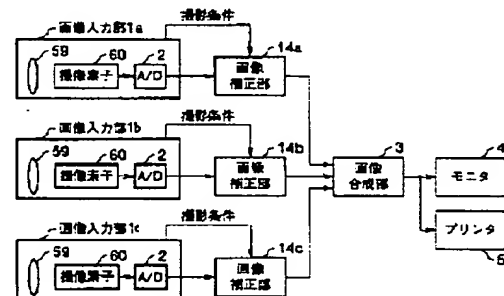 画像入力部1a
撮影条件
59
60
2
撮像素子
A/D
14a
画像
補正部
画像入力部1b
撮影条件
59
60
2
撮像素子
A/D
14b
画像
補正部
3
画像
合成部
4
モニタ
プリンタ
5
画像入力部1c
撮影条件
59
60
2
撮像素子
A/D
14c
画像
補正部